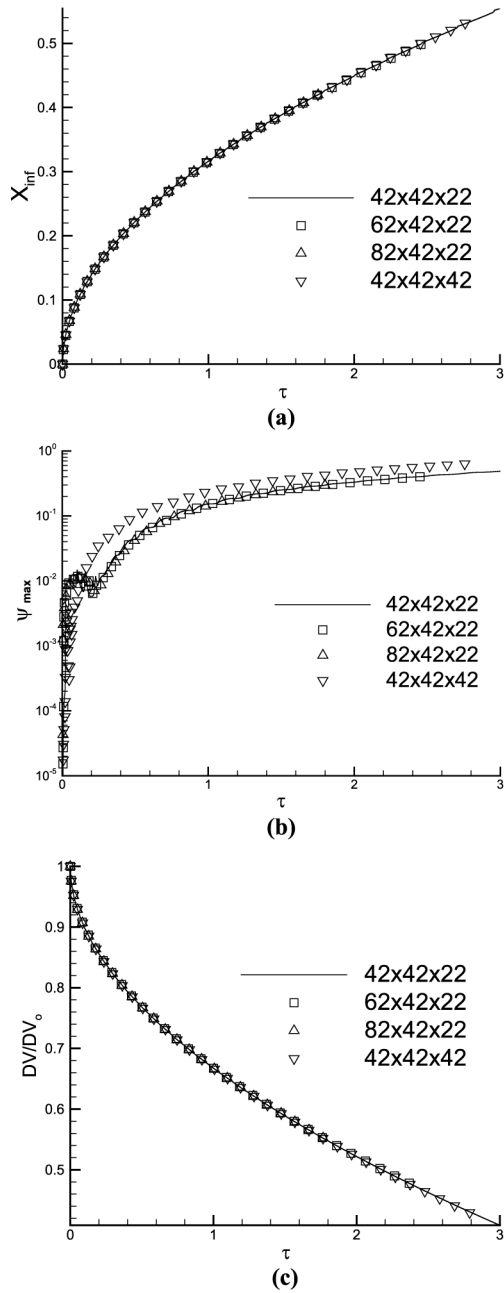 0.5
0.4
X_inf
0.3
0.2
0.1
0
42x42x22
62x42x22
82x42x22
42x42x42
0 1 2 3
τ
(a)
10^0
10^-1
10^-2
ψ_max
10^-3
10^-4
10^-5
42x42x22
62x42x22
82x42x22
42x42x42
0 1 2 3
τ
(b)
1
0.9
0.8
DV/DV_o
0.7
0.6
0.5
42x42x22
62x42x22
82x42x22
42x42x42
0 1 2 3
τ
(c)